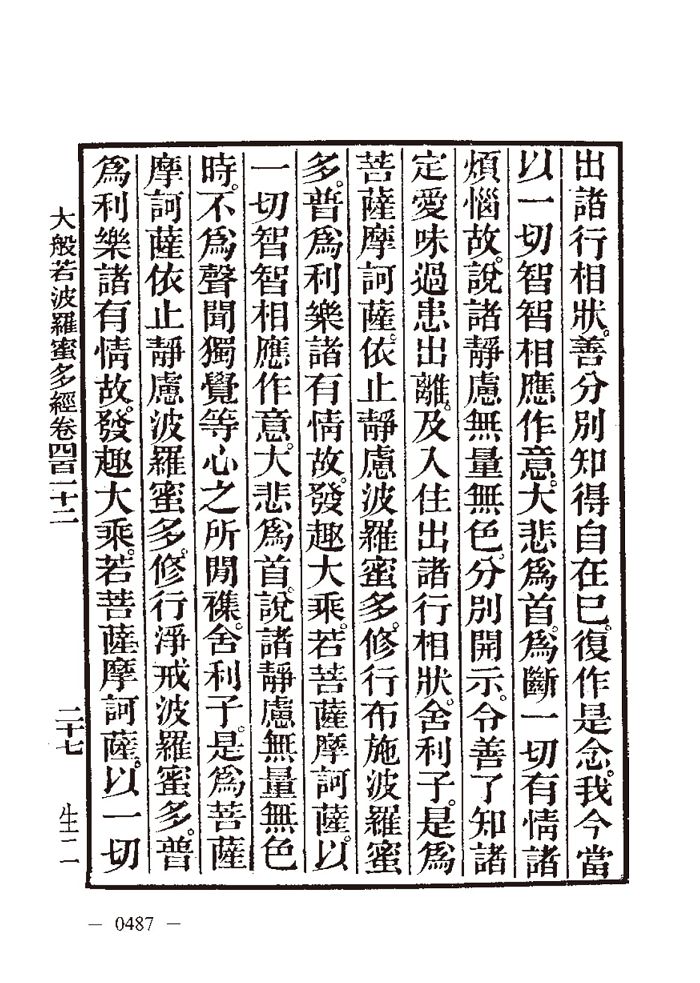 出諸行相狀。善分別知得自在已。復作是念。我今當
以一切智智相應作意。大悲爲首。爲斷一切有情諸
煩惱故。說諸靜慮無量無色。分別開示。令善了知諸
定愛味過患出離。及入住出諸行相狀。舍利子。是爲
菩薩摩訶薩。依止靜慮波羅蜜多。修行布施波羅蜜
多。普爲利樂諸有情故。發趣大乘。若菩薩摩訶薩。以
一切智智相應作意。大悲爲首。說諸靜慮無量無色
時。不爲聲聞獨覺等心之所閒襍。舍利子。是爲菩薩
摩訶薩依止靜慮波羅蜜多。修行淨戒波羅蜜多。普
爲利樂諸有情故。發趣大乘。若菩薩摩訶薩。以一切
大般若波羅蜜多經卷四百二十二 二十七 生二
— 0487 —